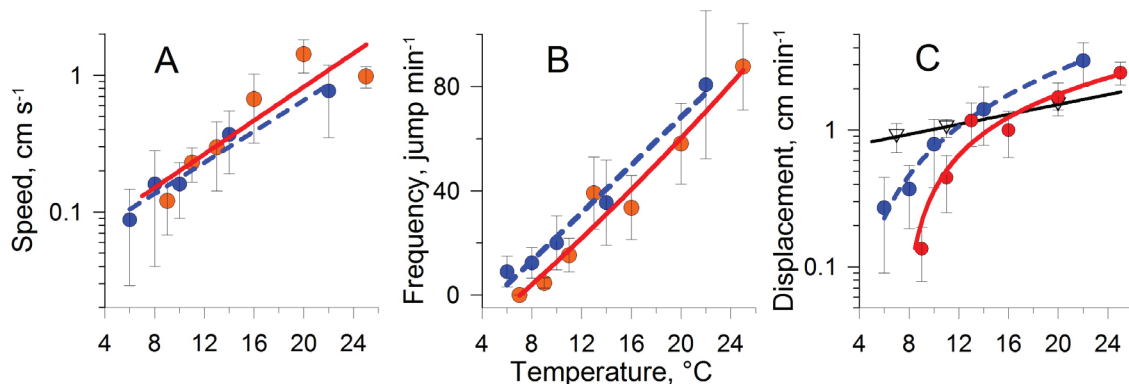 A
B
C
Speed, cm s-1
1
0.1
Frequency, jump min-1
80
40
0
Displacement, cm min-1
1
0.1
4 8 12 16 20 24
4 8 12 16 20 24
4 8 12 16 20 24
Temperature, °C